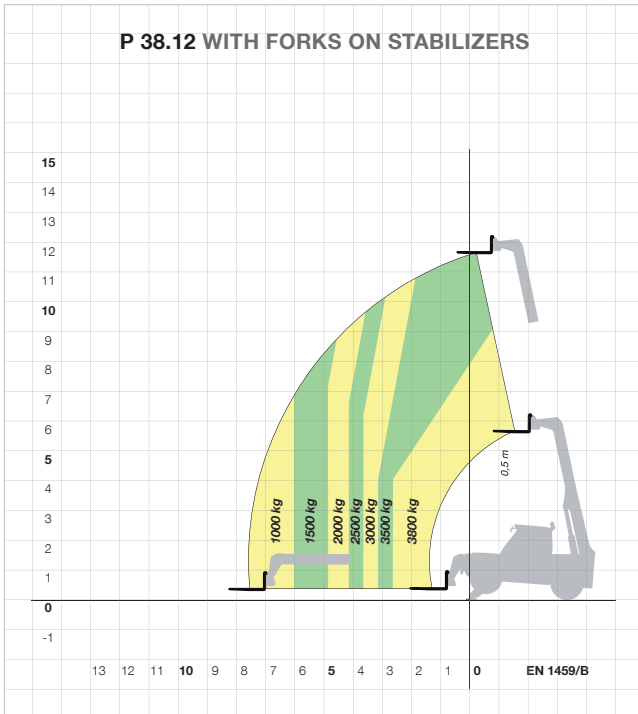 P 38.12 WITH FORKS ON STABILIZERS
15
14
13
12
11
10
9
8
7
6
5
4
3
2
1
0
-1
0,5 m
1000 kg
1500 kg
2000 kg
2500 kg
3000 kg
3500 kg
3800 kg
13 12 11 10 9 8 7 6 5 4 3 2 1 0 EN 1459/B